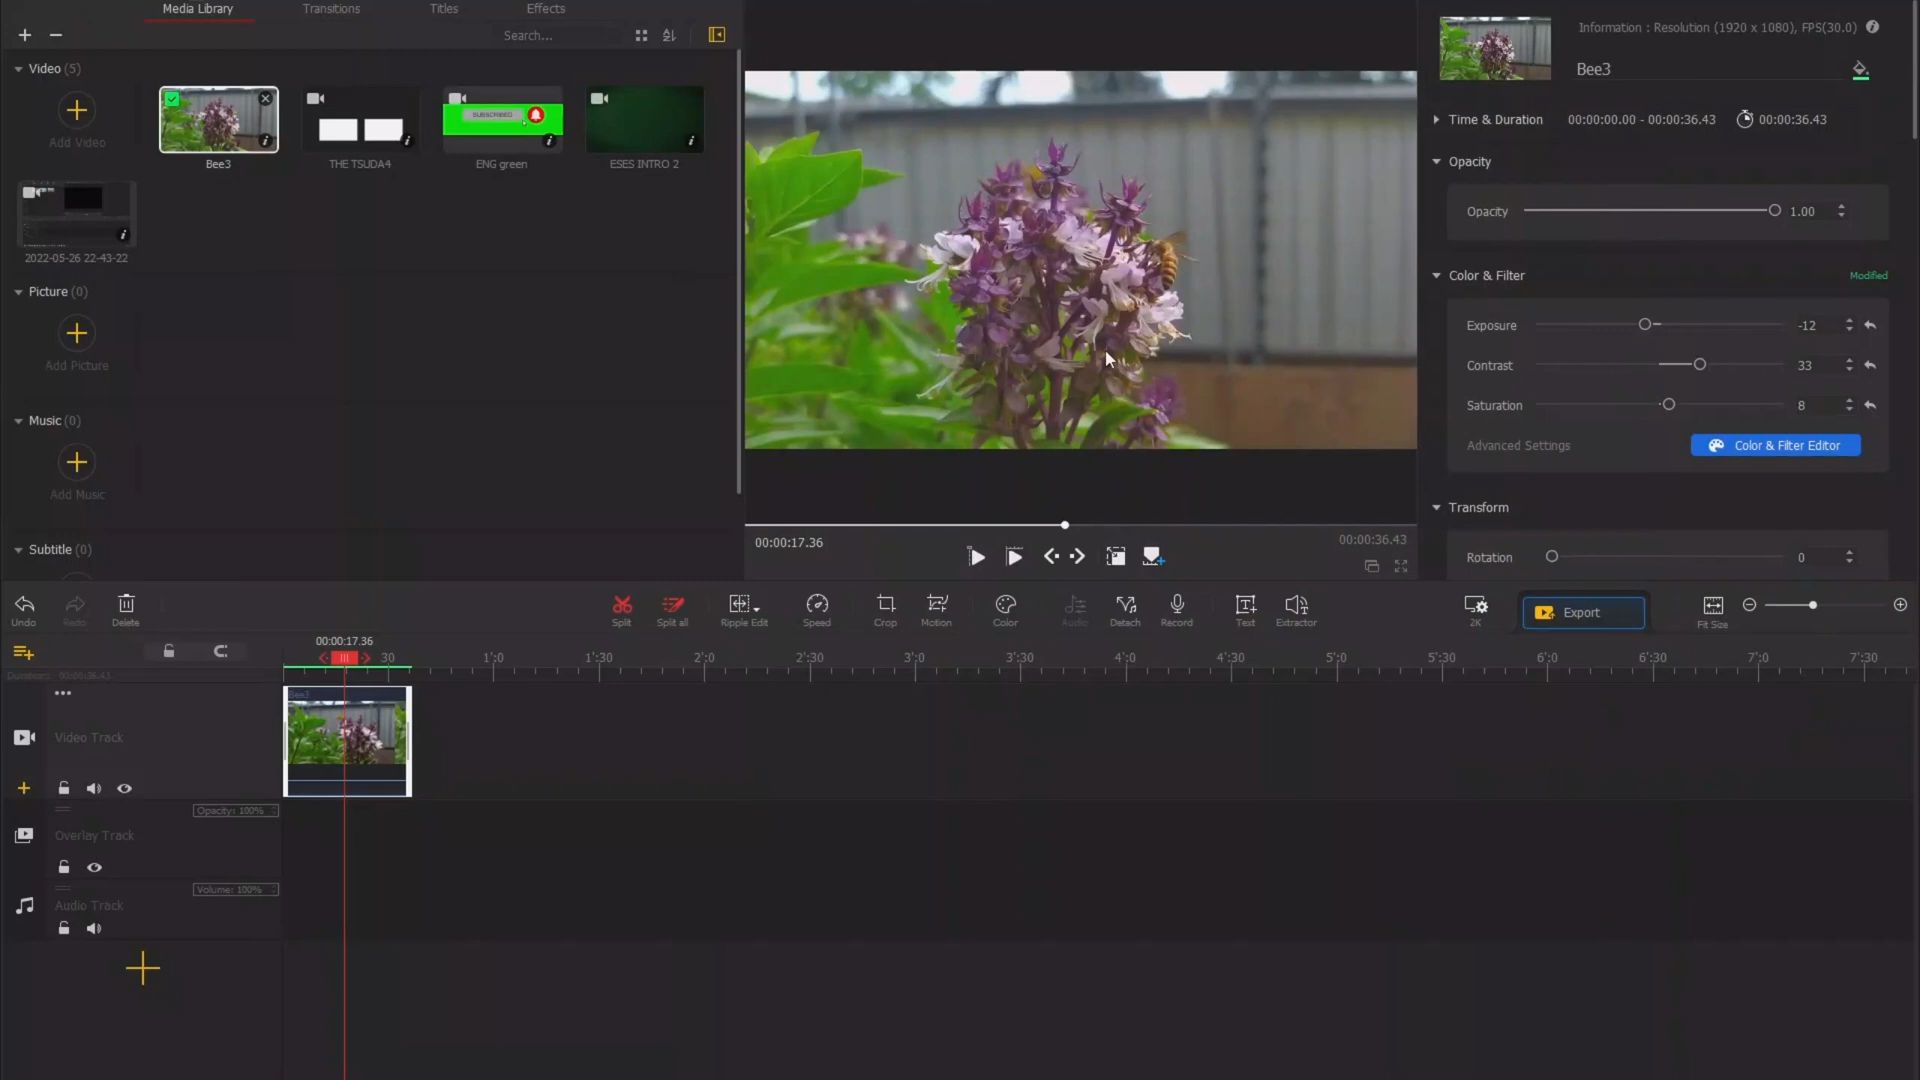 Media Library
Transitions
Titles
Effects
Search...
Video (5)
Add Video
Bee3
THE TSUDA4
SUBSCRIBED
ENG green
ESES INTRO 2
2022-05-26 22-43-22
Picture (0)
Add Picture
Music (0)
Add Music
Subtitle (0)
00:00:17.36
00:00:36.43
Information : Resolution (1920 x 1080), FPS(30.0)
Bee3
Time & Duration 00:00:00.00 - 00:00:36.43 00:00:36.43
Opacity
Opacity 1.00
Color & Filter Modified
Exposure -12
Contrast 33
Saturation 8
Advanced Settings Color & Filter Editor
Transform
Rotation 0
Undo Redo Delete Split Split all Ripple Edit Speed Crop Motion Color Audio Detach Record Text Extractor 2K Export Fit Size
00:00:17.36
30 1'0 1'30 2'0 2'30 3'0 3'30 4'0 4'30 5'0 5'30 6'0 6'30 7'0 7'30
Duration: 00:00:36.43
Bee3
Video Track
Opacity: 100%
Overlay Track
Volume: 100%
Audio Track